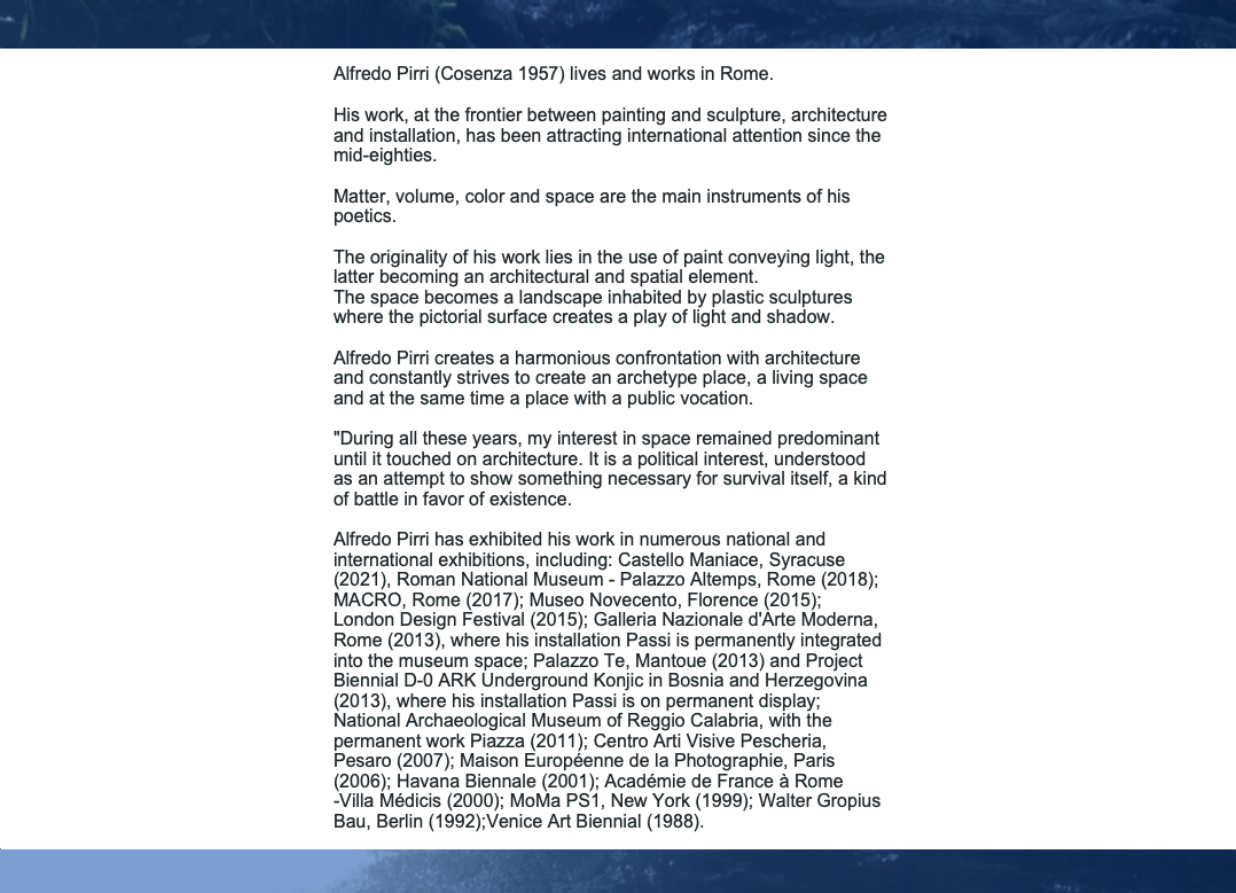 Alfredo Pirri (Cosenza 1957) lives and works in Rome.
His work, at the frontier between painting and sculpture, architecture
and installation, has been attracting international attention since the
mid-eighties.
Matter, volume, color and space are the main instruments of his
poetics.
The originality of his work lies in the use of paint conveying light, the
latter becoming an architectural and spatial element.
The space becomes a landscape inhabited by plastic sculptures
where the pictorial surface creates a play of light and shadow.
Alfredo Pirri creates a harmonious confrontation with architecture
and constantly strives to create an archetype place, a living space
and at the same time a place with a public vocation.
"During all these years, my interest in space remained predominant
until it touched on architecture. It is a political interest, understood
as an attempt to show something necessary for survival itself, a kind
of battle in favor of existence.
Alfredo Pirri has exhibited his work in numerous national and
international exhibitions, including: Castello Maniace, Syracuse
(2021), Roman National Museum - Palazzo Altemps, Rome (2018);
MACRO, Rome (2017); Museo Novecento, Florence (2015);
London Design Festival (2015); Galleria Nazionale d'Arte Moderna,
Rome (2013), where his installation Passi is permanently integrated
into the museum space; Palazzo Te, Mantoue (2013) and Project
Biennial D-0 ARK Underground Konjic in Bosnia and Herzegovina
(2013), where his installation Passi is on permanent display;
National Archaeological Museum of Reggio Calabria, with the
permanent work Piazza (2011); Centro Arti Visive Pescheria,
Pesaro (2007); Maison Européenne de la Photographie, Paris
(2006); Havana Biennale (2001); Académie de France à Rome
-Villa Médicis (2000); MoMa PS1, New York (1999); Walter Gropius
Bau, Berlin (1992);Venice Art Biennial (1988).